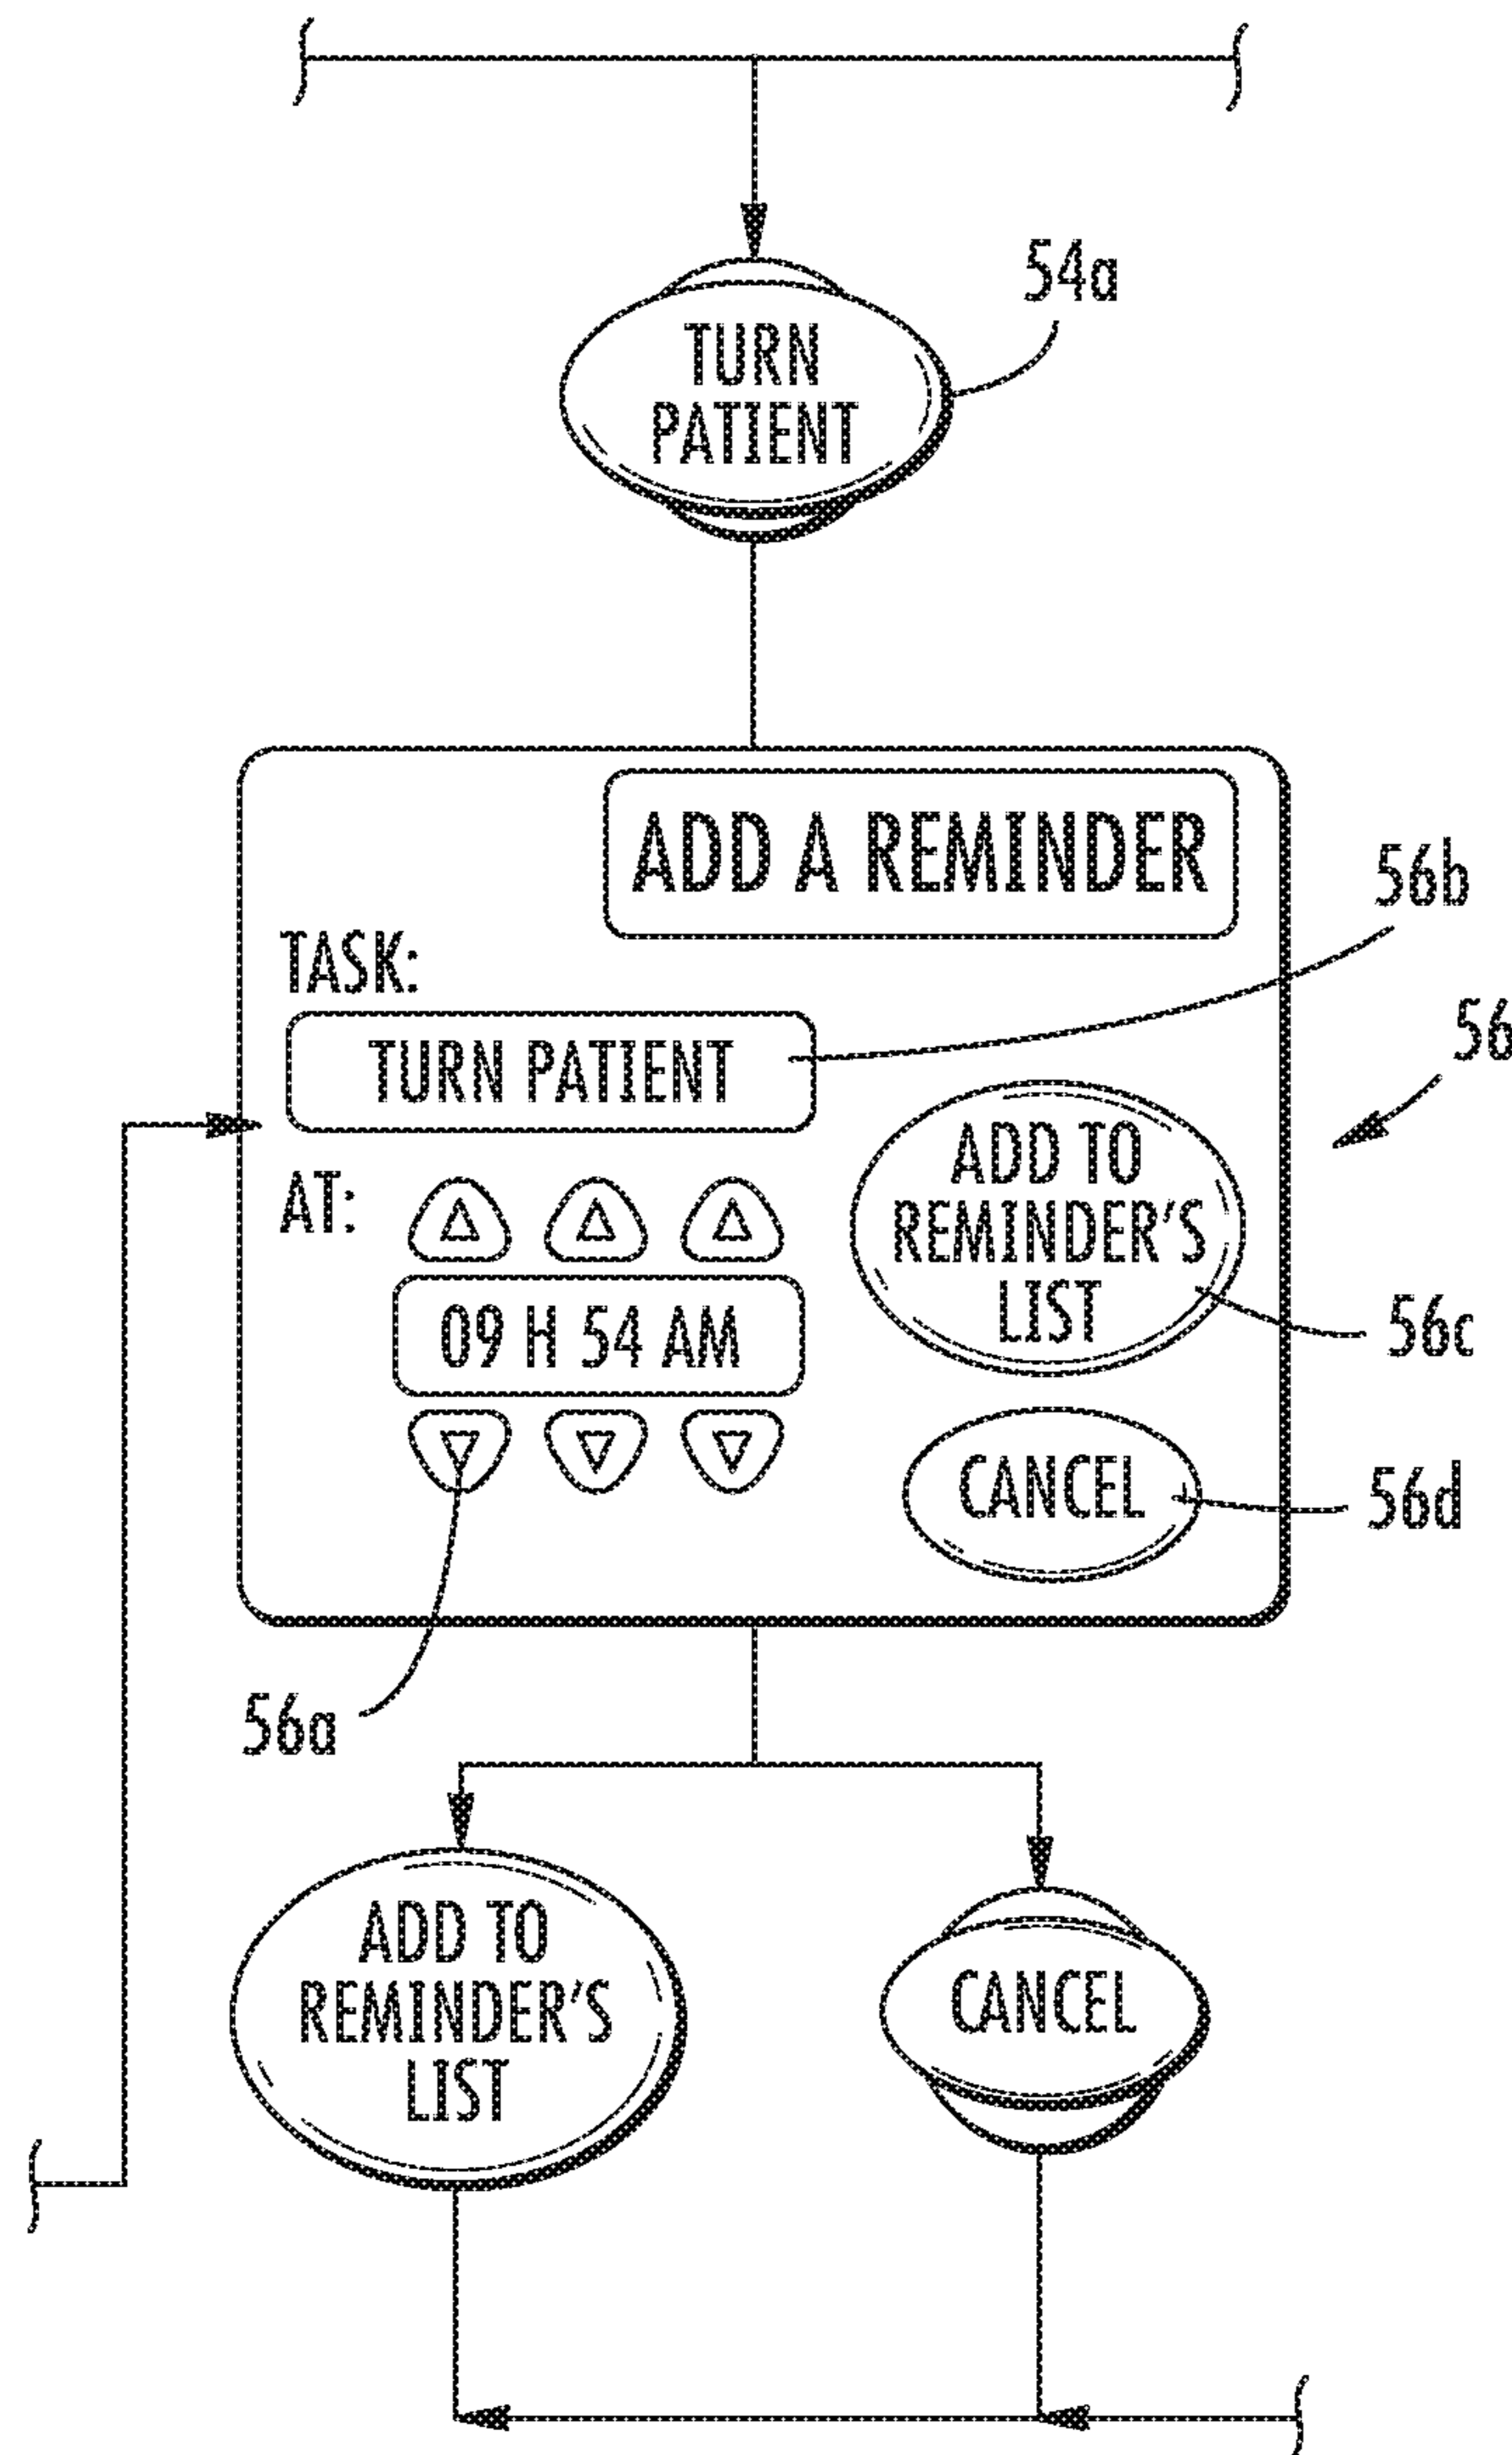 54a
TURN
PATIENT
ADD A REMINDER
56b
TASK:
56
TURN PATIENT
ADD TO
REMINDER'S
LIST
AT:
09 H 54 AM
56c
CANCEL
56d
56a
ADD TO
REMINDER'S
LIST
CANCEL